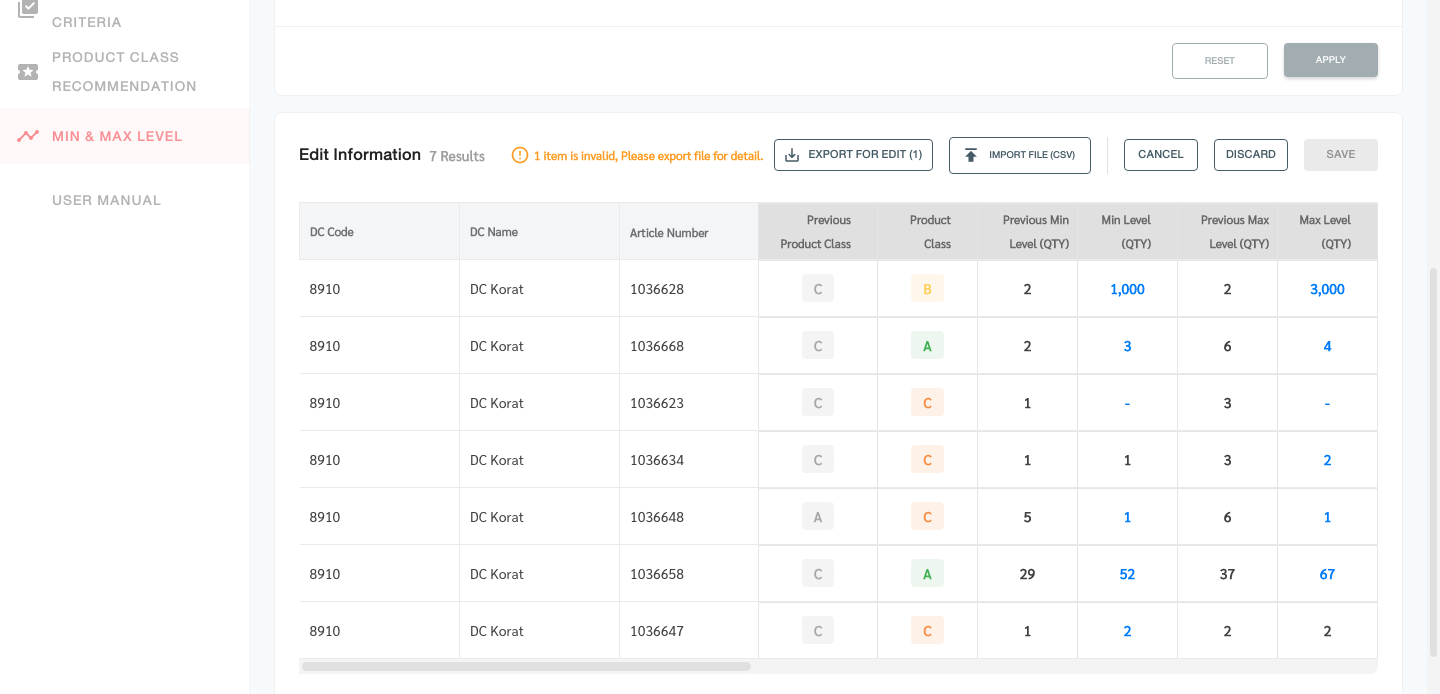 CRITERIA
PRODUCT CLASS
RECOMMENDATION
MIN & MAX LEVEL
USER MANUAL
RESET APPLY
Edit Information 7 Results 1 item is invalid, Please export file for detail. EXPORT FOR EDIT (1) IMPORT FILE (CSV) CANCEL DISCARD SAVE
DC Code DC Name Article Number Previous Product Class Product Class Previous Min Level (QTY) Min Level (QTY) Previous Max Level (QTY) Max Level (QTY)
8910 DC Korat 1036628 C B 2 1,000 2 3,000
8910 DC Korat 1036668 C A 2 3 6 4
8910 DC Korat 1036623 C C 1 - 3 -
8910 DC Korat 1036634 C C 1 1 3 2
8910 DC Korat 1036648 A C 5 1 6 1
8910 DC Korat 1036658 C A 29 52 37 67
8910 DC Korat 1036647 C C 1 2 2 2